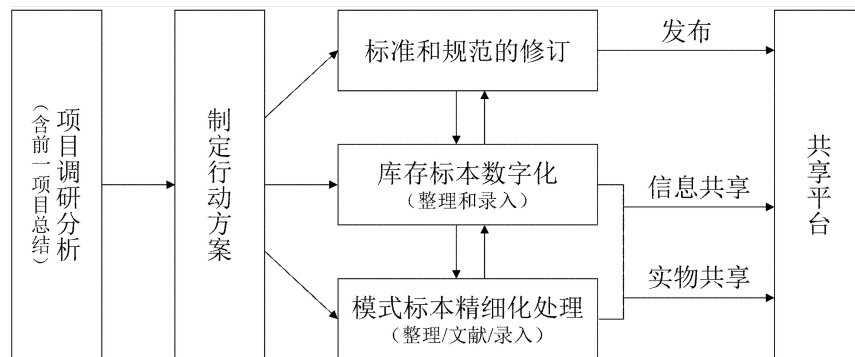 项目调研分析
（含前一项目总结）
制定行动方案
标准和规范的修订
库存标本数字化
（整理和录入）
模式标本精细化处理
（整理/文献/录入）
发布
信息共享
实物共享
共享平台